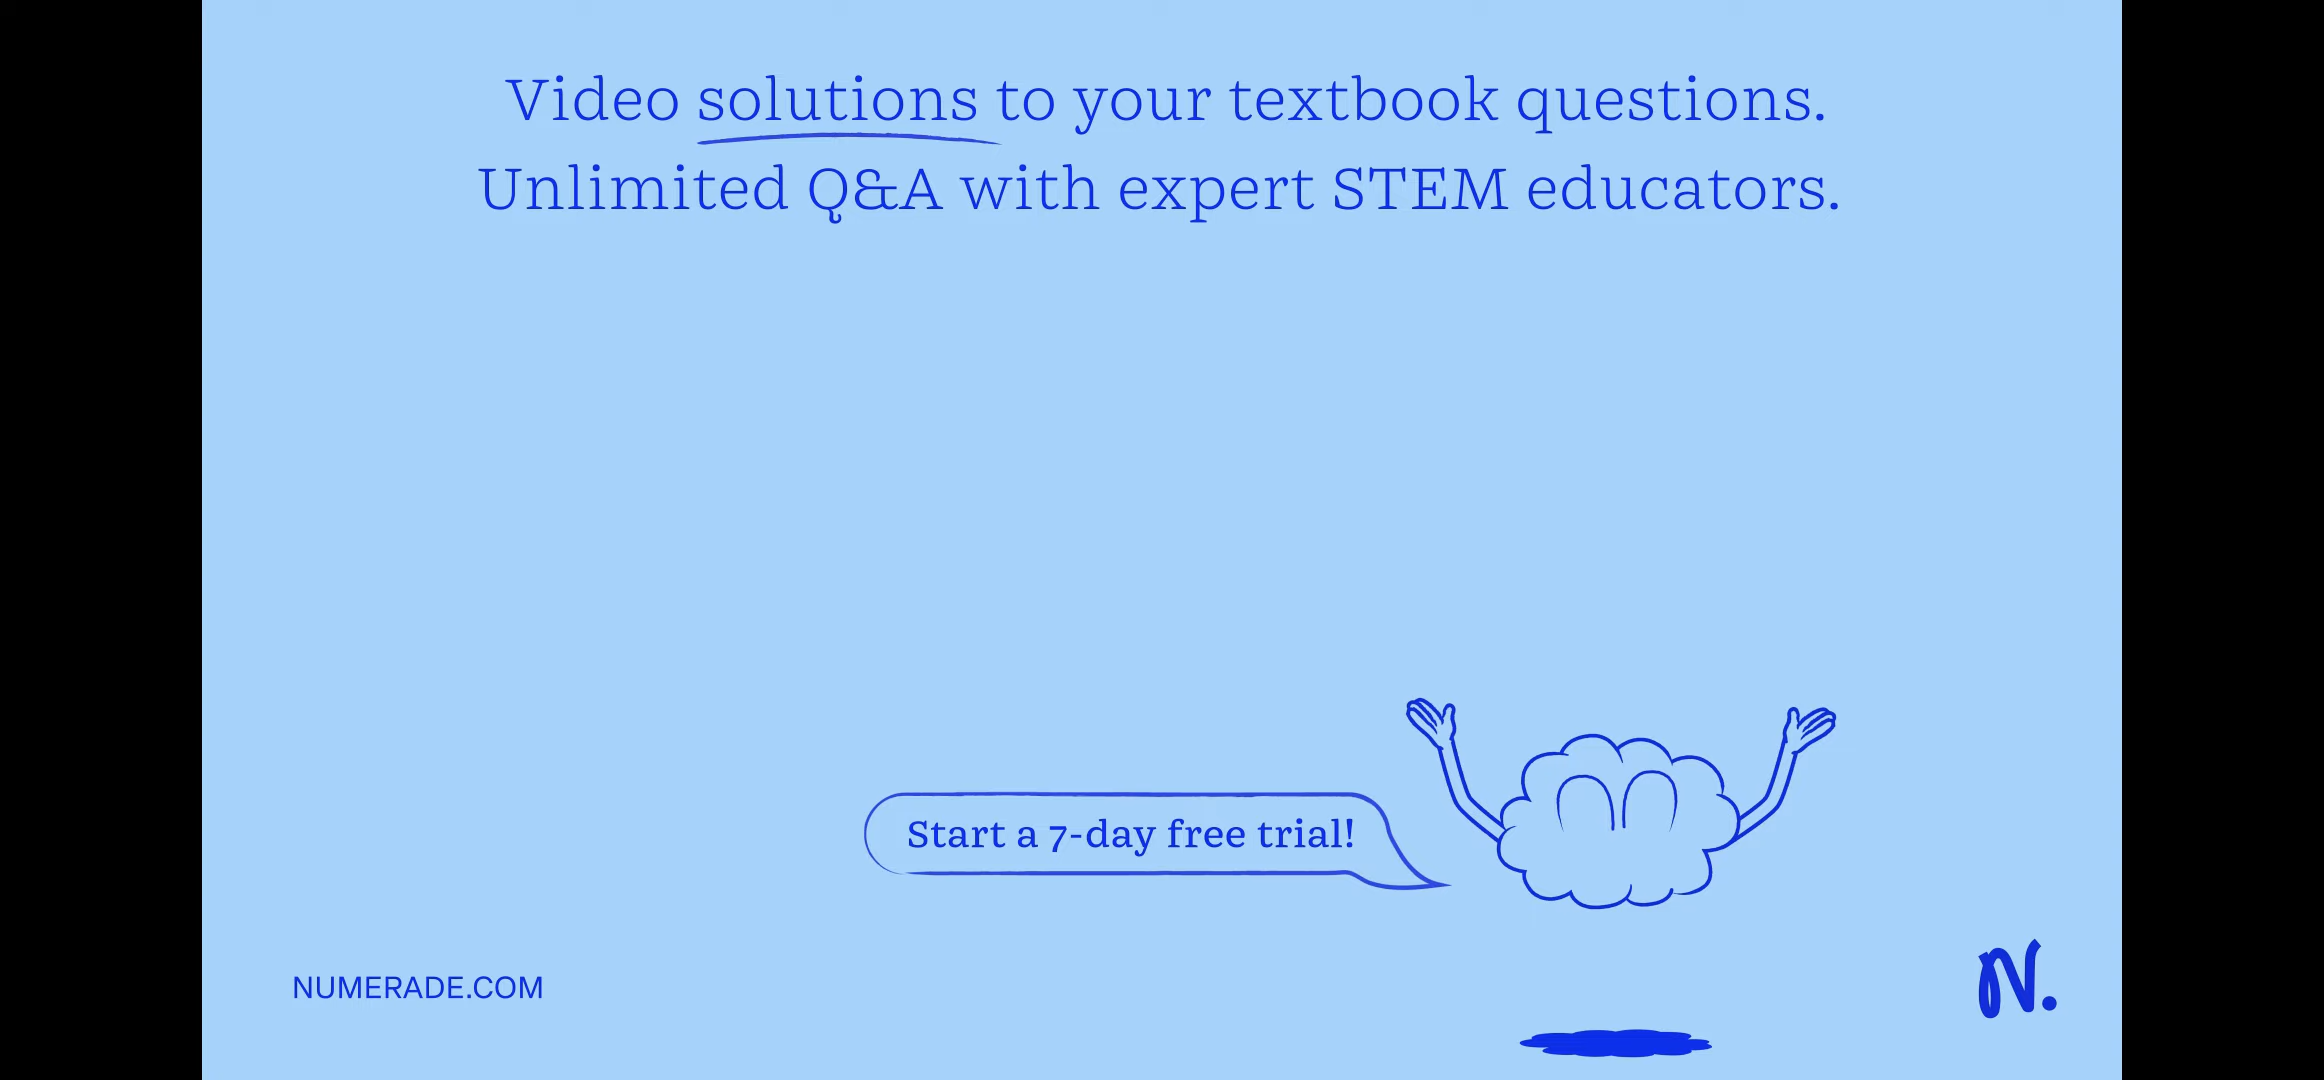 Video solutions to your textbook questions.
Unlimited Q&A with expert STEM educators.
Start a 7-day free trial!
NUMERADE.COM
N.